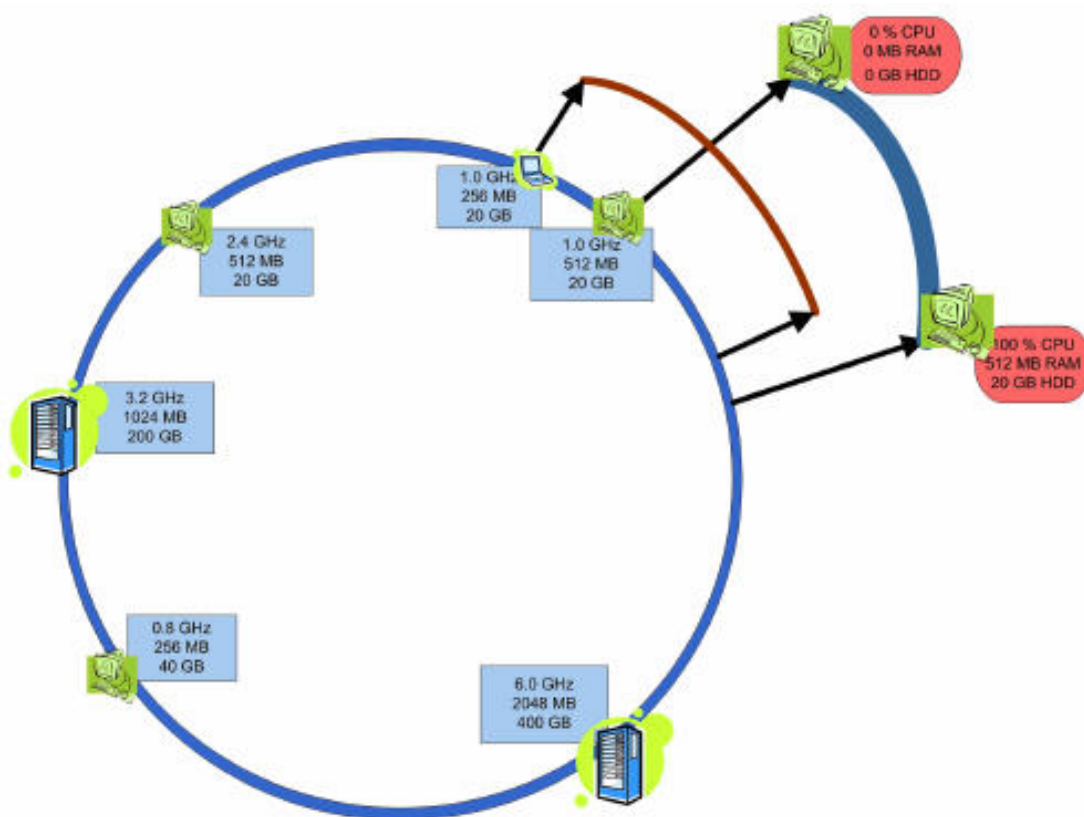 0 % CPU
0 MB RAM
0 GB HDD
1.0 GHz
256 MB
20 GB
1.0 GHz
512 MB
20 GB
2.4 GHz
512 MB
20 GB
100 % CPU
512 MB RAM
20 GB HDD
3.2 GHz
1024 MB
200 GB
0.8 GHz
256 MB
40 GB
6.0 GHz
2048 MB
400 GB